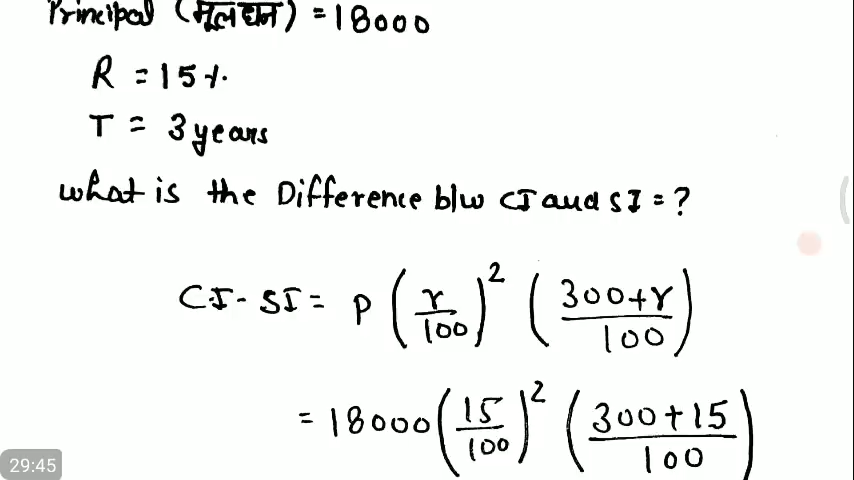 Principal (मूलधन) = 18000
R = 15%
T = 3 years
What is the Difference b/w CI and SI = ?
CI - SI = P (r/100)² (300+r/100)
= 18000 (15/100)² (300+15/100)
29:45